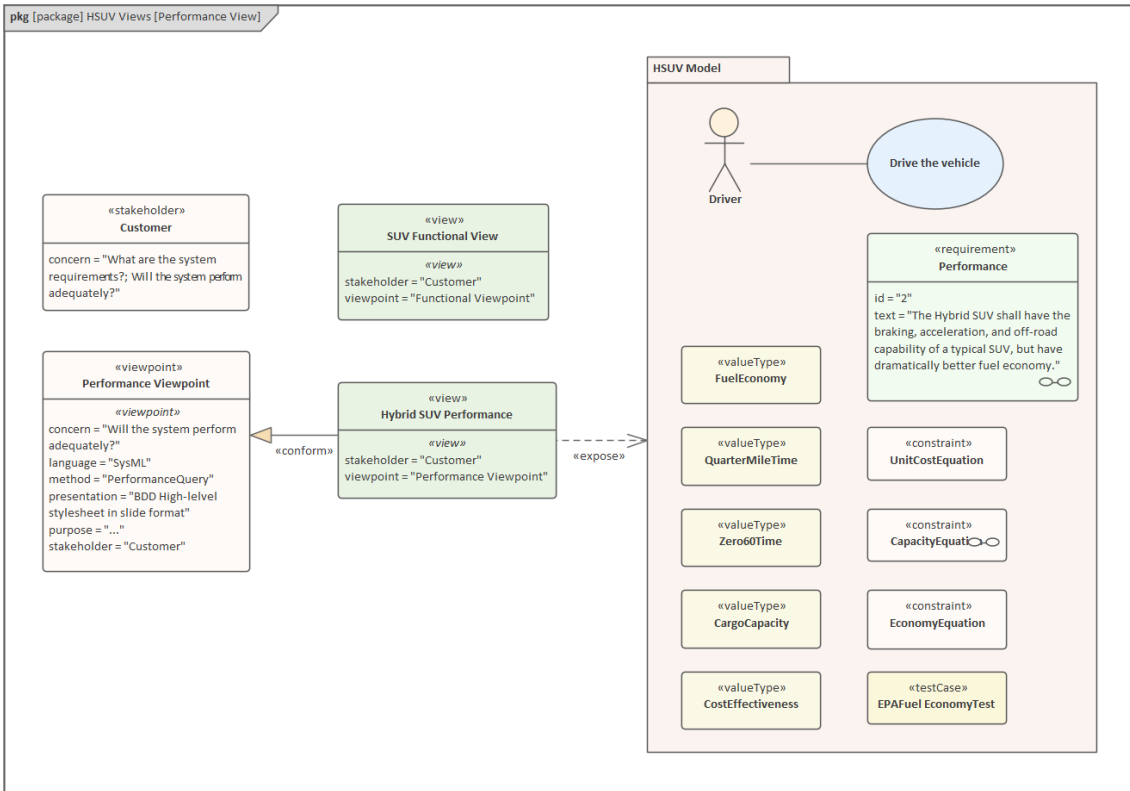 pkg [package] HSUV Views [Performance View]
HSUV Model
Driver
Drive the vehicle
«stakeholder»
Customer
concern = "What are the system
requirements?; Will the system perform
adequately?"
«view»
SUV Functional View
«view»
stakeholder = "Customer"
viewpoint = "Functional Viewpoint"
«requirement»
Performance
id = "2"
text = "The Hybrid SUV shall have the
braking, acceleration, and off-road
capability of a typical SUV, but have
dramatically better fuel economy."
«viewpoint»
Performance Viewpoint
«viewpoint»
concern = "Will the system perform
adequately?"
language = "SysML"
method = "PerformanceQuery"
presentation = "BDD High-lelvel
stylesheet in slide format"
purpose = "..."
stakeholder = "Customer"
«conform»
«view»
Hybrid SUV Performance
«view»
stakeholder = "Customer"
viewpoint = "Performance Viewpoint"
«expose»
«valueType»
FuelEconomy
«valueType»
QuarterMileTime
«constraint»
UnitCostEquation
«valueType»
Zero60Time
«constraint»
«valueType»
CargoCapacity
«constraint»
EconomyEquation
«valueType»
CostEffectiveness
«testCase»
EPAFuel EconomyTest